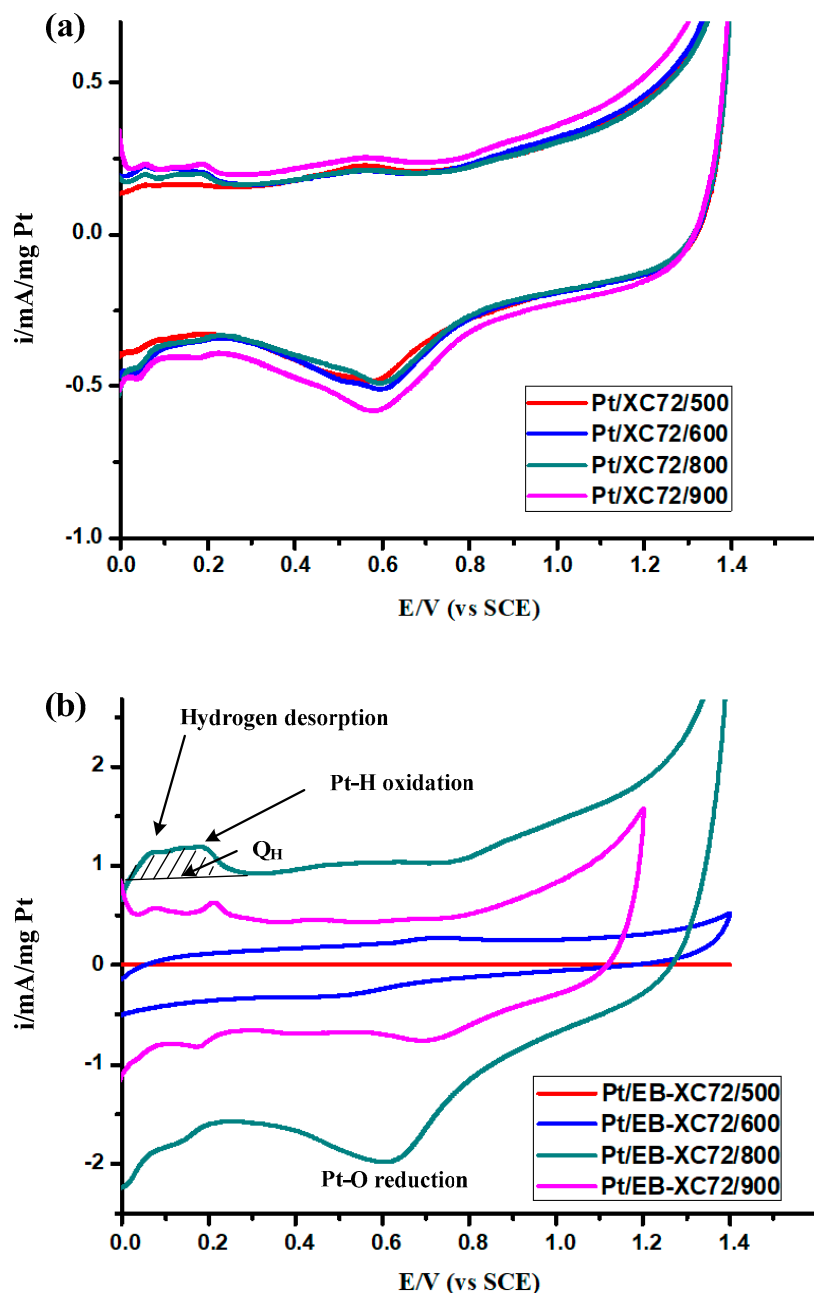 (a)
i/mA/mg Pt
0.5
0.0
-0.5
-1.0
Pt/XC72/500
Pt/XC72/600
Pt/XC72/800
Pt/XC72/900
0.0 0.2 0.4 0.6 0.8 1.0 1.2 1.4
E/V (vs SCE)
(b)
Hydrogen desorption
Pt-H oxidation
QH
i/mA/mg Pt
2
1
0
-1
-2
Pt-O reduction
Pt/EB-XC72/500
Pt/EB-XC72/600
Pt/EB-XC72/800
Pt/EB-XC72/900
0.0 0.2 0.4 0.6 0.8 1.0 1.2 1.4
E/V (vs SCE)